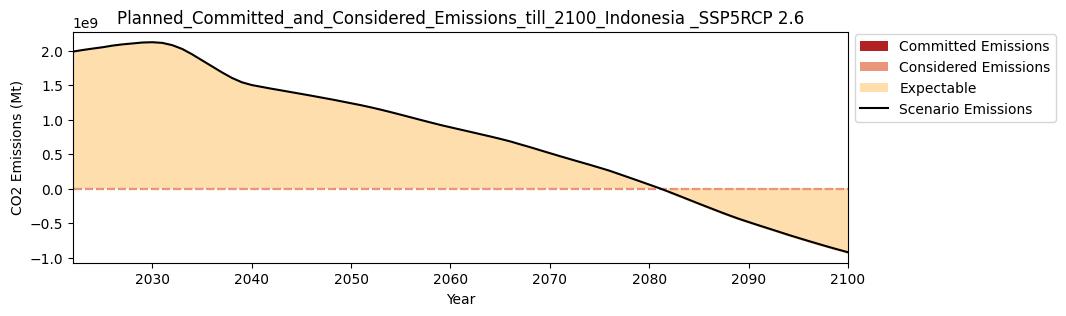 Planned_Committed_and_Considered_Emissions_till_2100_Indonesia _SSP5RCP 2.6
1e9
2.0
1.5
1.0
0.5
0.0
−0.5
−1.0
CO2 Emissions (Mt)
2030 2040 2050 2060 2070 2080 2090 2100
Year
Committed Emissions
Considered Emissions
Expectable
Scenario Emissions